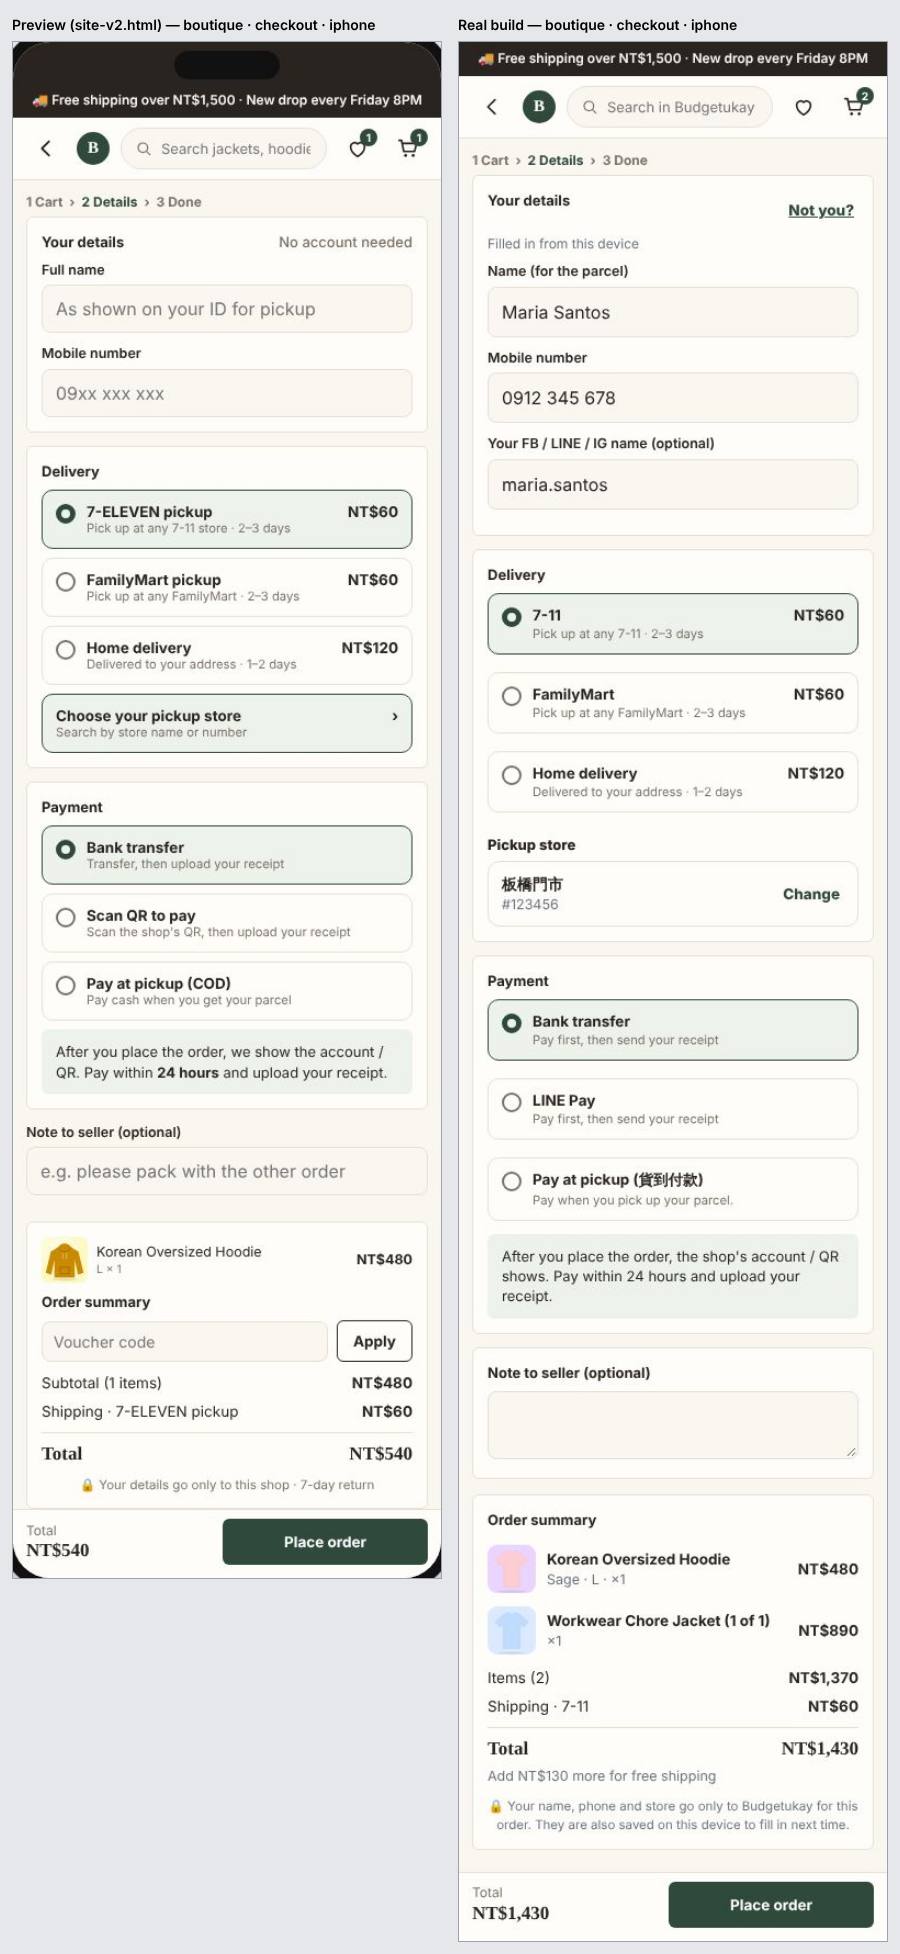 Preview (site-v2.html) — boutique · checkout · iphone
🚚 Free shipping over NT$1,500 · New drop every Friday 8PM
B
Search jackets, hoodie
1
1
1 Cart › 2 Details › 3 Done
Your details
No account needed
Full name
As shown on your ID for pickup
Mobile number
09xx xxx xxx
Delivery
7-ELEVEN pickup
NT$60
Pick up at any 7-11 store · 2–3 days
FamilyMart pickup
NT$60
Pick up at any FamilyMart · 2–3 days
Home delivery
NT$120
Delivered to your address · 1–2 days
Choose your pickup store
›
Search by store name or number
Payment
Bank transfer
Transfer, then upload your receipt
Scan QR to pay
Scan the shop's QR, then upload your receipt
Pay at pickup (COD)
Pay cash when you get your parcel
After you place the order, we show the account /
QR. Pay within 24 hours and upload your receipt.
Note to seller (optional)
e.g. please pack with the other order
Korean Oversized Hoodie
NT$480
L × 1
Order summary
Voucher code
Apply
Subtotal (1 items)
NT$480
Shipping · 7-ELEVEN pickup
NT$60
Total
NT$540
🔒 Your details go only to this shop · 7-day return
Total
NT$540
Place order
Real build — boutique · checkout · iphone
🚚 Free shipping over NT$1,500 · New drop every Friday 8PM
B
Search in Budgetukay
2
1 Cart › 2 Details › 3 Done
Your details
Not you?
Filled in from this device
Name (for the parcel)
Maria Santos
Mobile number
0912 345 678
Your FB / LINE / IG name (optional)
maria.santos
Delivery
7-11
NT$60
Pick up at any 7-11 · 2–3 days
FamilyMart
NT$60
Pick up at any FamilyMart · 2–3 days
Home delivery
NT$120
Delivered to your address · 1–2 days
Pickup store
板橋門市
#123456
Change
Payment
Bank transfer
Pay first, then send your receipt
LINE Pay
Pay first, then send your receipt
Pay at pickup (貨到付款)
Pay when you pick up your parcel.
After you place the order, the shop's account / QR
shows. Pay within 24 hours and upload your
receipt.
Note to seller (optional)
Order summary
Korean Oversized Hoodie
NT$480
Sage · L · ×1
Workwear Chore Jacket (1 of 1)
NT$890
×1
Items (2)
NT$1,370
Shipping · 7-11
NT$60
Total
NT$1,430
Add NT$130 more for free shipping
🔒 Your name, phone and store go only to Budgetukay for this
order. They are also saved on this device to fill in next time.
Total
NT$1,430
Place order